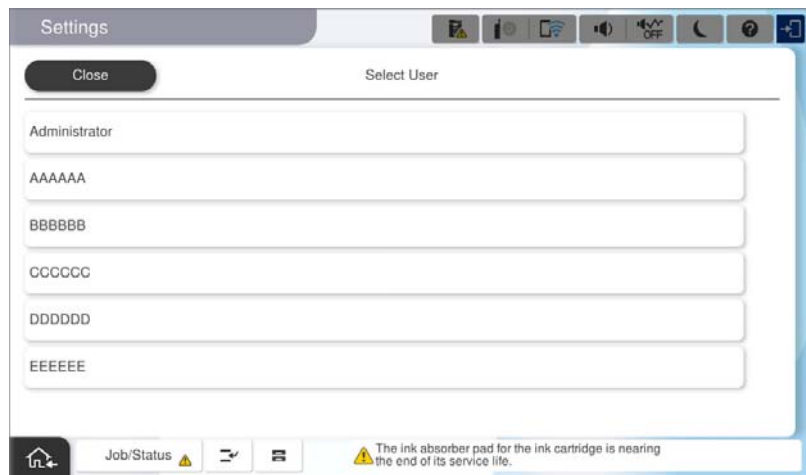 Settings
OFF
Close
Select User
Administrator
AAAAAA
BBBBBB
CCCCCC
DDDDDD
EEEEEE
Job/Status
The ink absorber pad for the ink cartridge is nearing
the end of its service life.